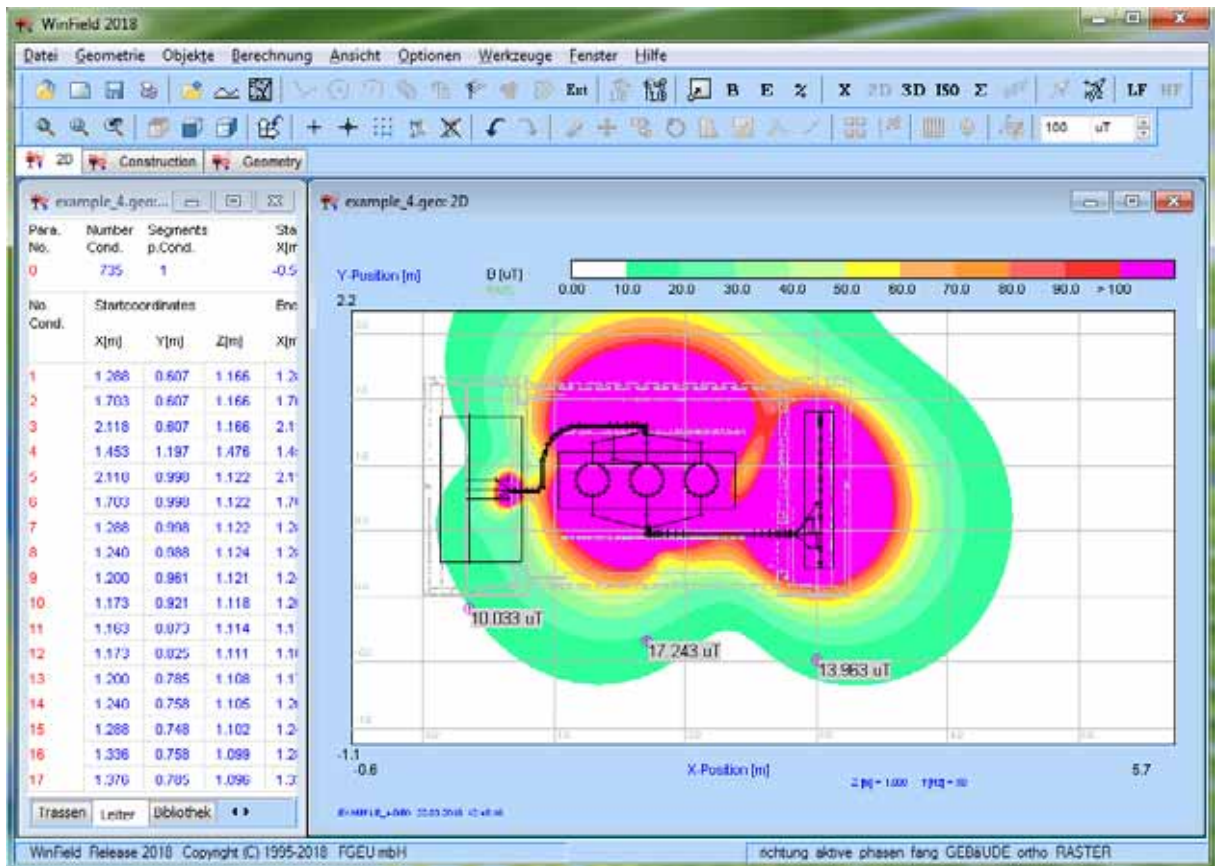 WinField 2018
Datei Geometrie Objekte Berechnung Ansicht Optionen Werkzeuge Fenster Hilfe
Ent B E % X 2D 3D ISO Σ LF HF
100 uT
2D Construction Geometry
example_4.geo:...
Para. Number Segments Sta
No. Cond. p.Cond. X[m
0 735 1 -0.5
No. Startcoordinates End
Cond.
X[m] Y[m] Z[m] X[m
1 1.288 0.607 1.166
2 1.703 0.607 1.166
3 2.118 0.607 1.166
4 1.453 1.197 1.476
5 2.118 0.998 1.122
6 1.703 0.998 1.122
7 1.288 0.998 1.122
8 1.240 0.988 1.124
9 1.200 0.961 1.121
10 1.173 0.921 1.118
11 1.163 0.873 1.114
12 1.173 0.825 1.111
13 1.200 0.785 1.108
14 1.240 0.758 1.105
15 1.288 0.748 1.102
16 1.336 0.758 1.099
17 1.376 0.785 1.096
Trassen Leiter Bibliothek
example_4.geo: 2D
Y-Position [m] B [uT]
0.00 10.0 20.0 30.0 40.0 50.0 60.0 70.0 80.0 90.0 > 100
2.2
10.033 uT
17.243 uT
13.963 uT
-1.1
-0.6 X-Position [m] 5.7
WinField Release 2018 Copyright (C) 1995-2018 FGEU mbH
richtung aktive phasen fang GEBäUDE ortho RASTER